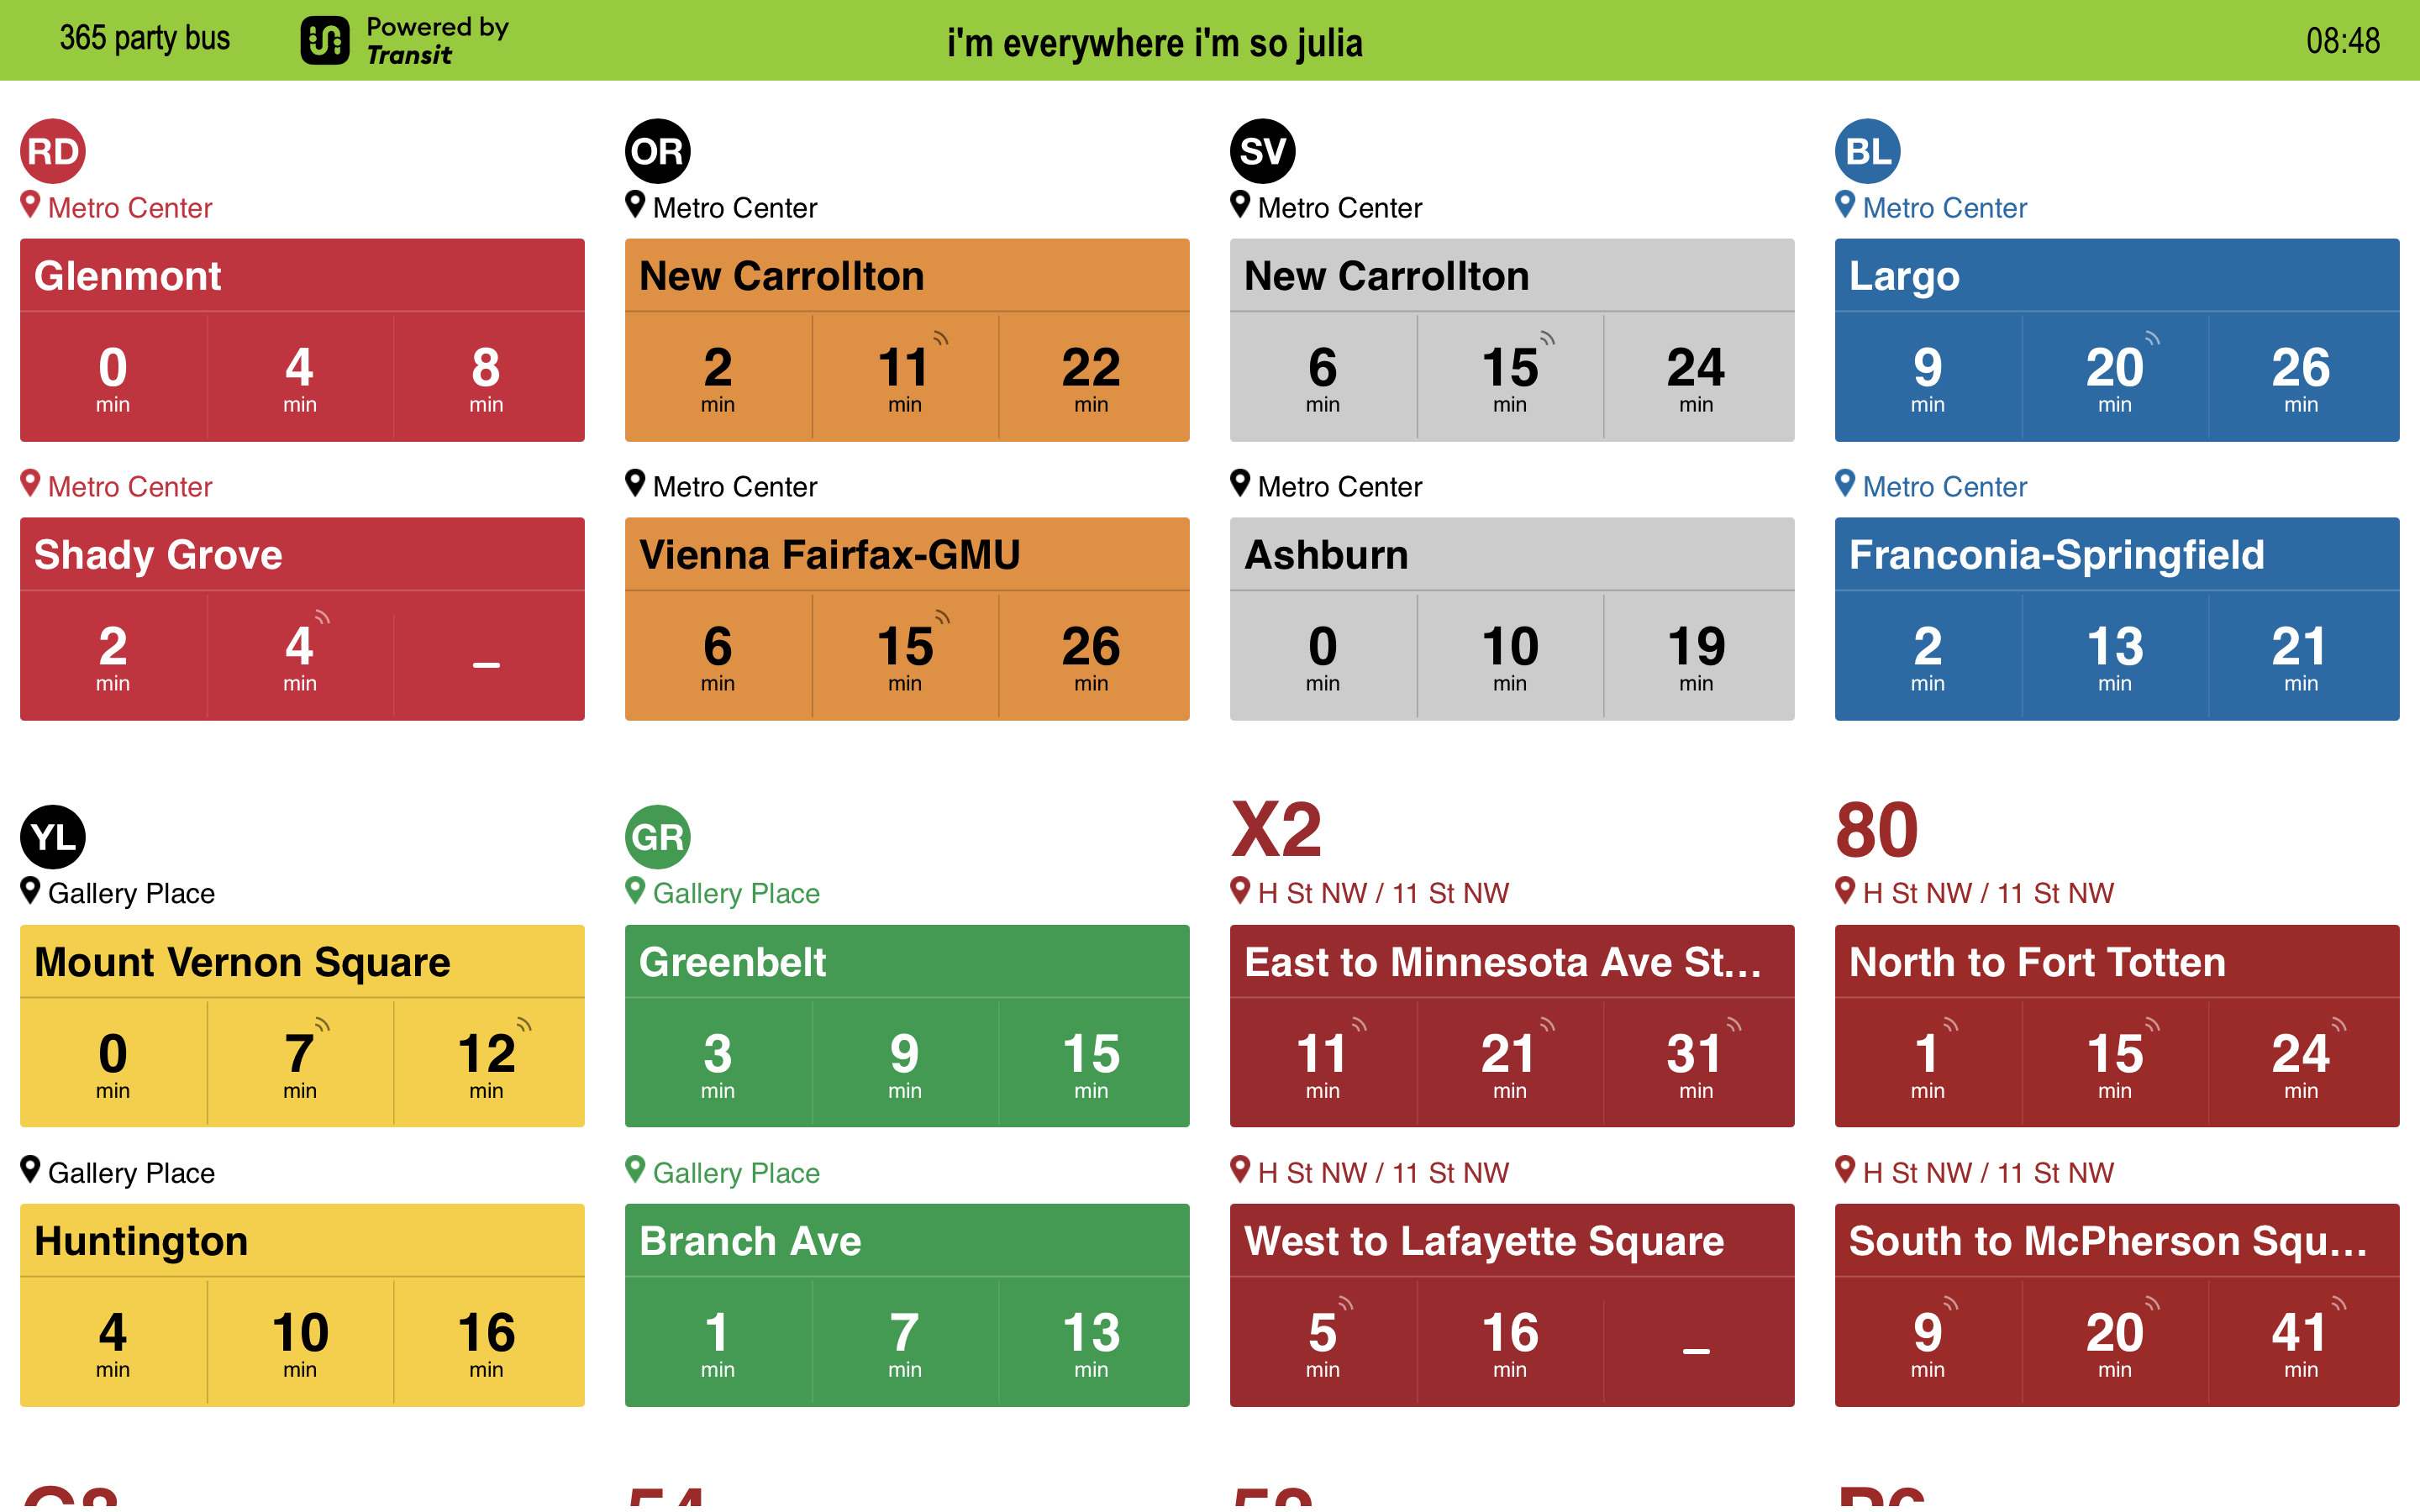 365 party bus
Powered by
Transit
i'm everywhere i'm so julia
08:48
RD
Metro Center
Glenmont
0 min 4 min 8 min
Metro Center
Shady Grove
2 min 4 min –
OR
Metro Center
New Carrollton
2 min 11 min 22 min
Metro Center
Vienna Fairfax-GMU
6 min 15 min 26 min
SV
Metro Center
New Carrollton
6 min 15 min 24 min
Metro Center
Ashburn
0 min 10 min 19 min
BL
Metro Center
Largo
9 min 20 min 26 min
Metro Center
Franconia-Springfield
2 min 13 min 21 min
YL
Gallery Place
Mount Vernon Square
0 min 7 min 12 min
Gallery Place
Huntington
4 min 10 min 16 min
GR
Gallery Place
Greenbelt
3 min 9 min 15 min
Gallery Place
Branch Ave
1 min 7 min 13 min
X2
H St NW / 11 St NW
East to Minnesota Ave St...
11 min 21 min 31 min
H St NW / 11 St NW
West to Lafayette Square
5 min 16 min –
80
H St NW / 11 St NW
North to Fort Totten
1 min 15 min 24 min
H St NW / 11 St NW
South to McPherson Squ...
9 min 20 min 41 min
54